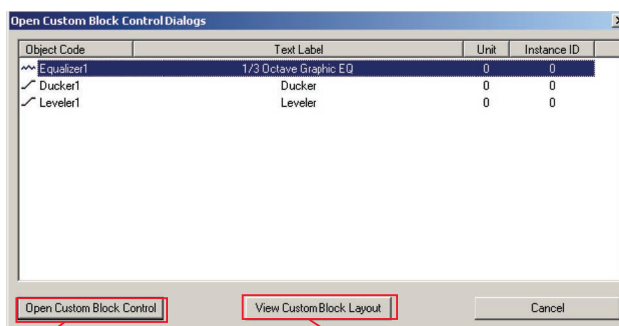 Open Custom Block Control Dialogs
Object Code Text Label Unit Instance ID
Equalizer1 1/3 Octave Graphic EQ 0 0
Ducker1 Ducker 0 0
Leveler1 Leveler 0 0
Open Custom Block Control View Custom Block Layout Cancel